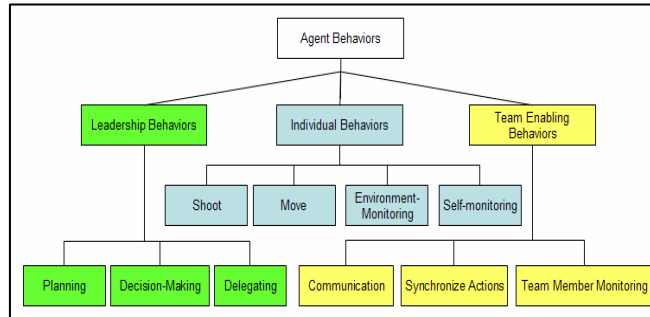 Agent Behaviors
Leadership Behaviors
Individual Behaviors
Team Enabling
Behaviors
Shoot
Move
Environment-
Monitoring
Self-monitoring
Planning
Decision-Making
Delegating
Communication
Synchronize Actions
Team Member Monitoring